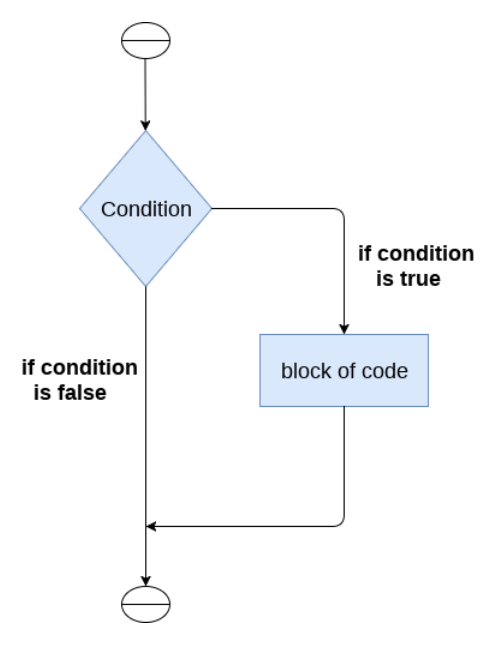 Condition
if condition
is true
if condition
is false
block of code